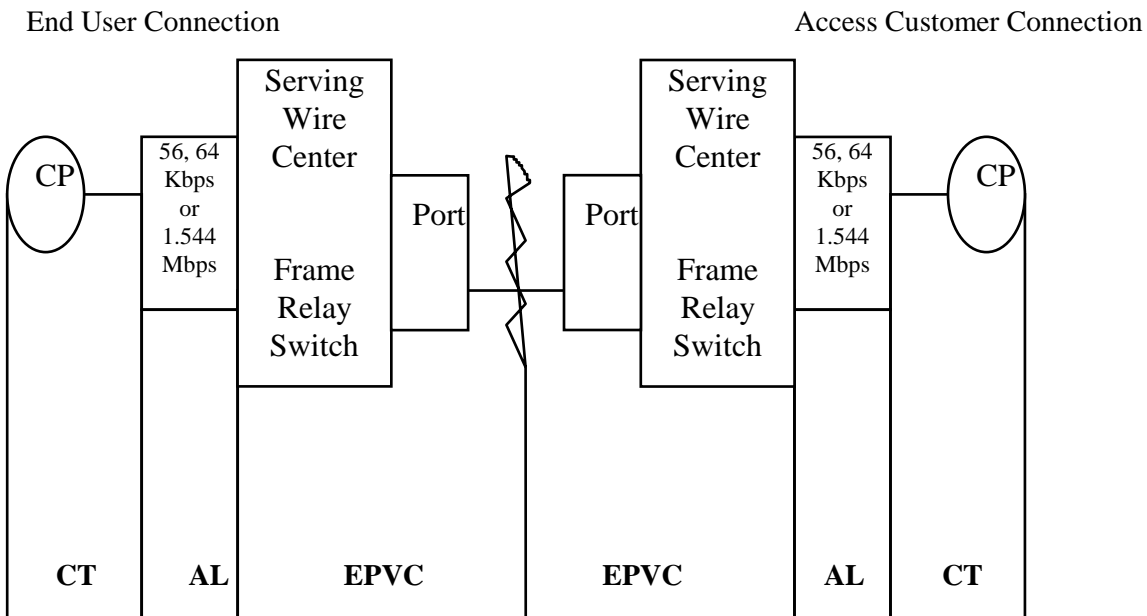 End User Connection
Access Customer Connection
CP
56, 64
Kbps
or
1.544
Mbps
Serving
Wire
Center
Frame
Relay
Switch
Port
Port
Serving
Wire
Center
Frame
Relay
Switch
56, 64
Kbps
or
1.544
Mbps
CP
CT AL EPVC EPVC AL CT